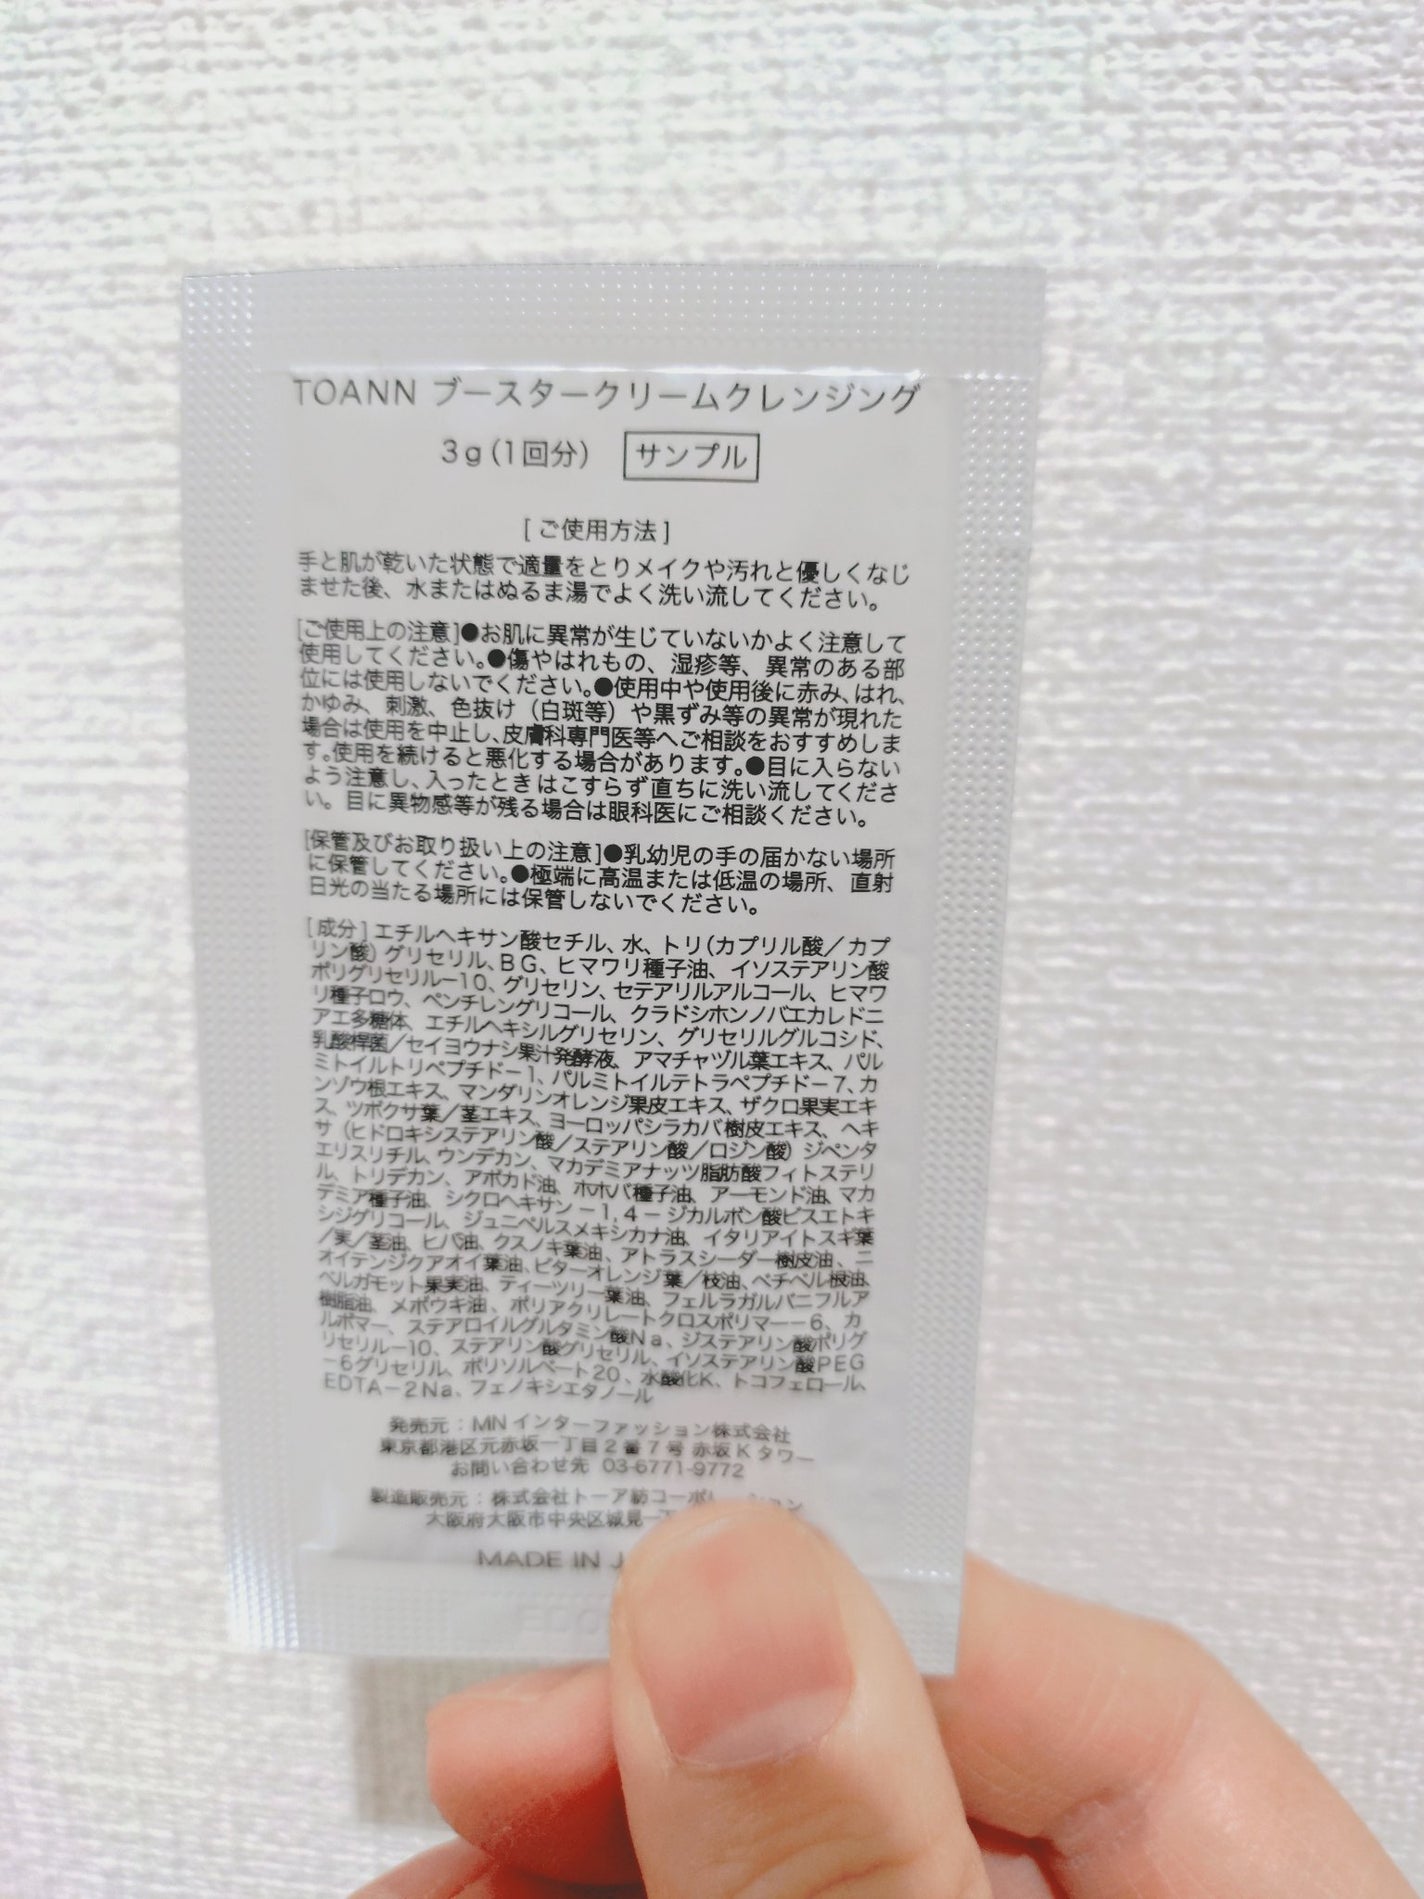 TOANN ブースタークリームクレンジング
3g(1回分) サンプル
[ご使用方法]
手と肌が乾いた状態で適量をとりメイクや汚れと優しくなじ
ませた後、水またはぬるま湯でよく洗い流してください。
[ご使用上の注意]●お肌に異常が生じていないかよく注意して
使用してください。●傷やはれもの、湿疹等、異常のある部
位には使用しないでください。●使用中や使用後に赤み、はれ、
かゆみ、刺激、色抜け（白斑等）や黒ずみ等の異常が現れた
場合は使用を中止し、皮膚科専門医等へご相談をおすすめしま
す。使用を続けると悪化する場合があります。●目に入らない
よう注意し、入ったときはこすらず直ちに洗い流してくださ
い。目に異物感等が残る場合は眼科医にご相談ください。
[保管及びお取り扱い上の注意]●乳幼児の手の届かない場所
に保管してください。●極端に高温または低温の場所、直射
日光の当たる場所には保管しないでください。
[成分]エチルヘキサン酸セチル、水、トリ(カプリル酸／カプ
リン酸)グリセリル、BG、ヒマワリ種子油、イソステアリン酸
ポリグリセリル－10、グリセリン、セテアリルアルコール、ヒマワ
リ種子ロウ、ペンチレングリコール、クラドシホンノバエカレドニ
アエ多糖体、エチルヘキシルグリセリン、グリセリルグルコシド、
乳酸桿菌／セイヨウナシ果汁発酵液、アマチャヅル葉エキス、パル
ミトイルトリペプチド－1、パルミトイルテトラペプチド－7、カ
ンゾウ根エキス、マンダリンオレンジ果皮エキス、ザクロ果実エキ
ス、ツボクサ葉／茎エキス、ヨーロッパシラカバ樹皮エキス、ヘキ
サ（ヒドロキシステアリン酸／ステアリン酸／ロジン酸）ジペンタ
エリスリチル、ウンデカン、マカデミアナッツ脂肪酸フィトステリ
ル、トリデカン、アボカド油、ホホバ種子油、アーモンド油、マカ
デミア種子油、シクロヘキサン－1,4－ジカルボン酸ビスエトキ
シジグリコール、ジュニペルスメキシカナ油、イタリアイトスギ葉
／実／茎油、ヒバ油、クスノキ葉油、アトラスシーダー樹皮油、ニ
オイテンジクアオイ葉油、ビターオレンジ葉／枝油、ベチベル根油、
ベルガモット果実油、ティーツリー葉油、フェルラガルバニフルア
樹脂油、メボウキ油、ポリアクリレートクロスポリマー－6、カ
ルボマー、ステアロイルグルタミン酸Na、ジステアリン酸ポリグ
リセリル－10、ステアリン酸グリセリル、イソステアリン酸PEG
－6グリセリル、ポリソルベート20、水酸化K、トコフェロール、
EDTA－2Na、フェノキシエタノール
発売元：MNインターファッション株式会社
東京都港区元赤坂一丁目2番7号 赤坂Kタワー
お問い合わせ先 03-6771-9772
製造販売元：株式会社トーア紡コーポレーション
大阪府大阪市中央区城見一丁
MADE IN J